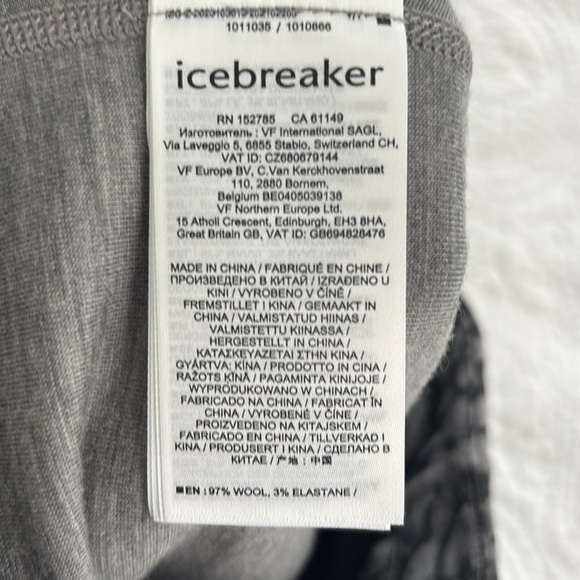 1011035 / 1010666
icebreaker
RN 152785 CA 61149
Изготовитель : VF International SAGL,
Via Laveggio 5, 6855 Stabio, Switzerland CH,
VAT ID: CZ680679144
VF Europe BV, C.Van Kerckhovenstraat
110, 2880 Bornem,
Belgium BE0405039138
VF Northern Europe Ltd.
15 Atholl Crescent, Edinburgh, EH3 8HA,
Great Britain GB, VAT ID: GB694828476
MADE IN CHINA / FABRIQUÉ EN CHINE /
ПРОИЗВЕДЕНО В КИТАЙ / IZRAĐENO U
KINI / VYROBENO V ČÍNĚ /
FREMSTILLET I KINA / GEMAAKT IN
CHINA / VALMISTATUD HIINAS /
VALMISTETTU KIINASSA /
HERGESTELLT IN CHINA /
ΚΑΤΑΣΚΕΥΑΖΕΤΑΙ ΣΤΗΝ ΚΙΝΑ /
GYÁRTVA: KÍNA / PRODOTTO IN CINA /
RAŽOTS ĶĪNĀ / PAGAMINTA KINIJOJE /
WYPRODUKOWANO W CHINACH /
FABRICADO NA CHINA / FABRICAT ÎN
CHINA / VYROBENÉ V ČÍNE /
PROIZVEDENO NA KITAJSKEM /
FABRICADO EN CHINA / TILLVERKAD I
KINA / PRODUSERT I KINA / СДЕЛАНО В
КИТАЕ / 产地 : 中国
EN : 97% WOOL, 3% ELASTANE /